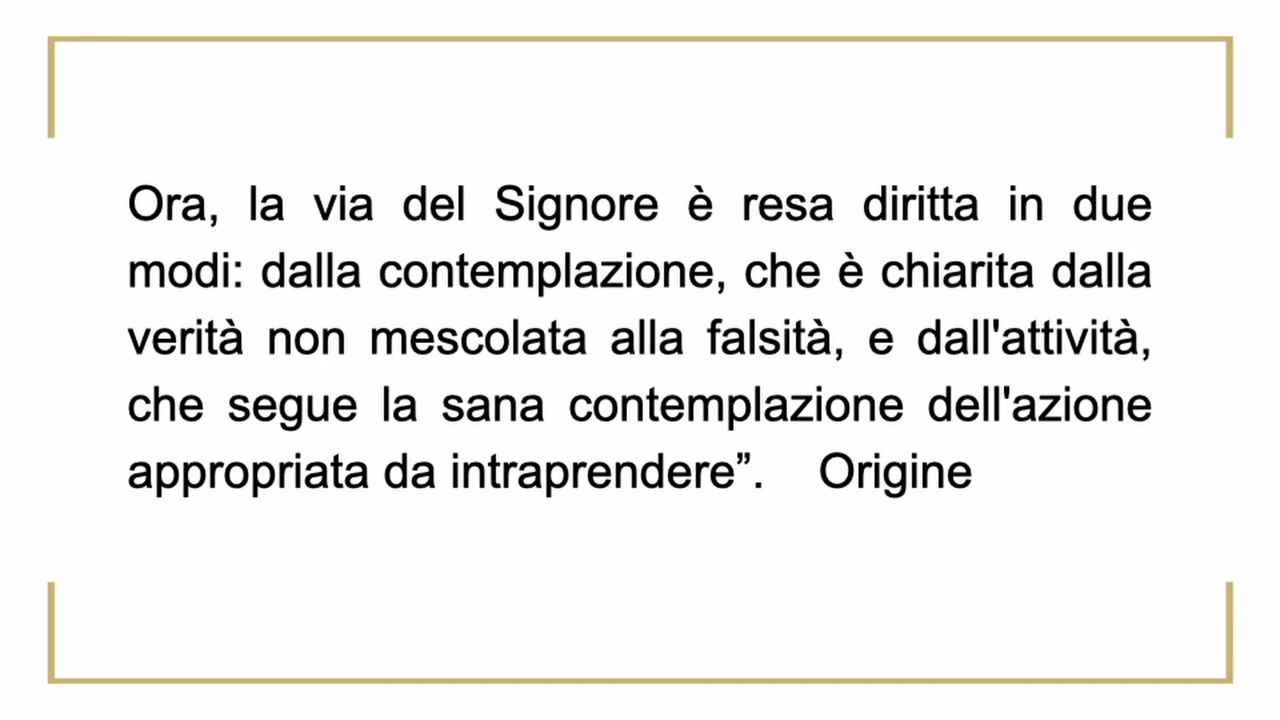 Ora, la via del Signore è resa diritta in due
modi: dalla contemplazione, che è chiarita dalla
verità non mescolata alla falsità, e dall'attività,
che segue la sana contemplazione dell'azione
appropriata da intraprendere”. Origine